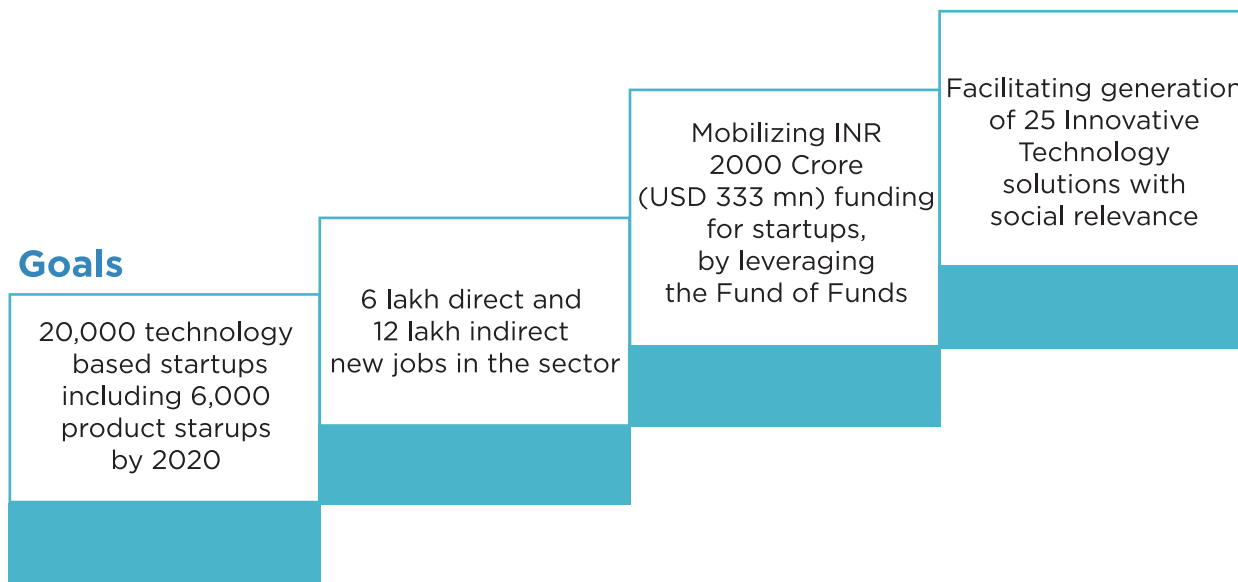 Goals
20,000 technology
based startups
including 6,000
product starups
by 2020
6 lakh direct and
12 lakh indirect
new jobs in the sector
Mobilizing INR
2000 Crore
(USD 333 mn) funding
for startups,
by leveraging
the Fund of Funds
Facilitating generation
of 25 Innovative
Technology
solutions with
social relevance